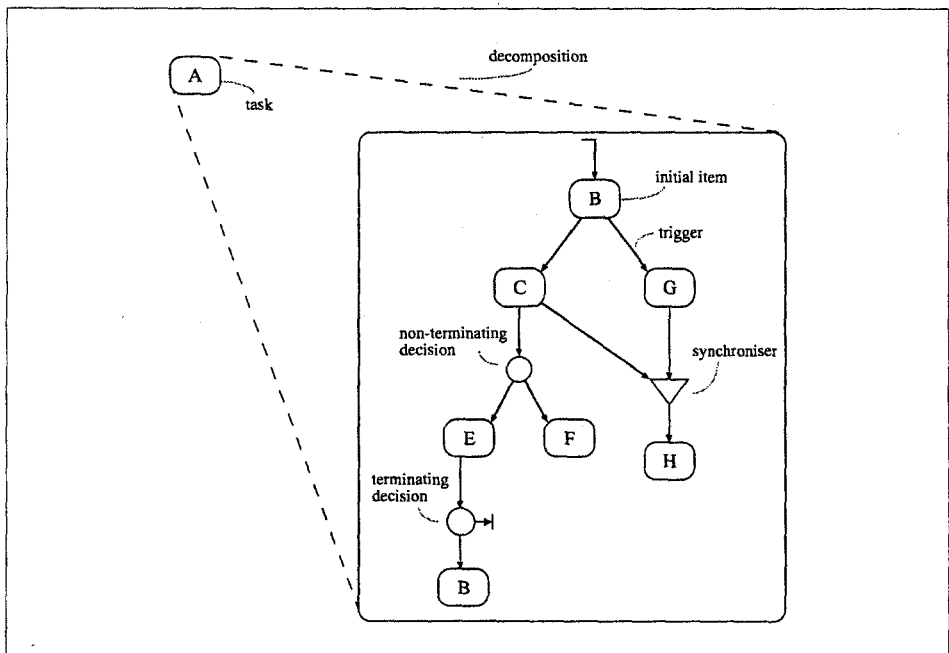 decomposition
A
task
B
initial item
trigger
C
G
non-terminating
decision
synchroniser
E
F
H
terminating
decision
B